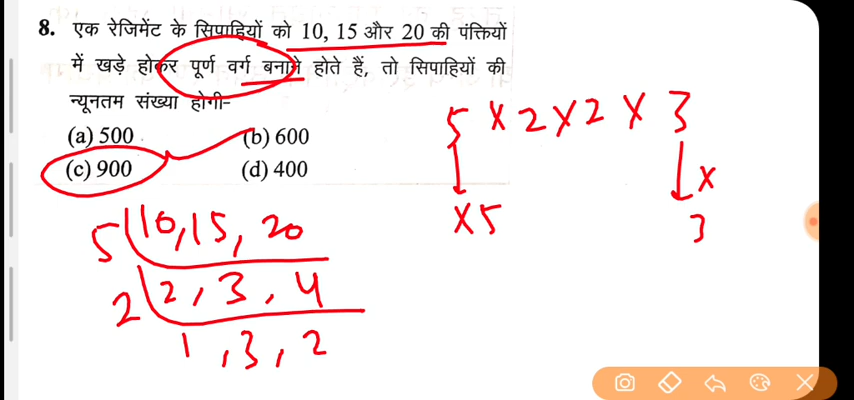 8. एक रेजिमेंट के सिपाहियों को 10, 15 और 20 की पंक्तियों
में खड़े होकर पूर्ण वर्ग बनाने होते हैं, तो सिपाहियों की
न्यूनतम संख्या होगी-
(a) 500 (b) 600
(c) 900 (d) 400
5 × 2 × 2 × 3
×5 × 3
5 10, 15, 20
2 2, 3, 4
1, 3, 2